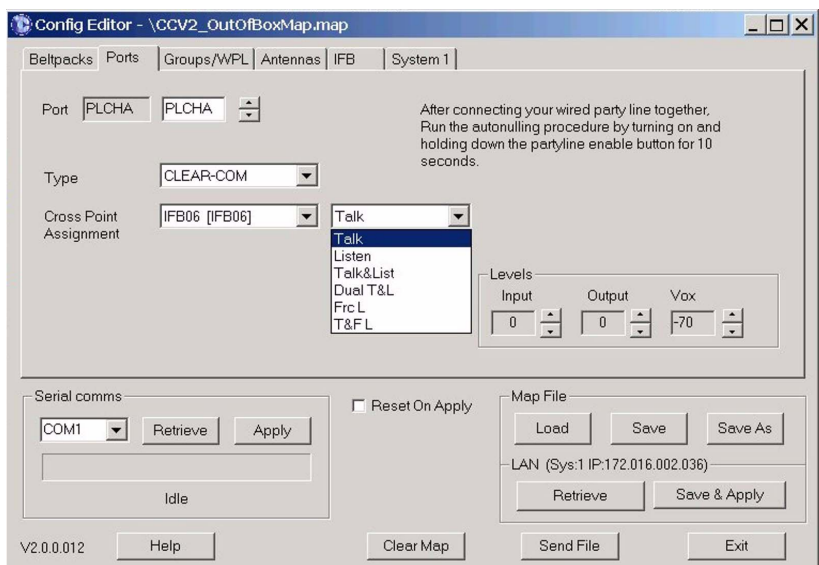 Config Editor - \CCV2_OutOfBoxMap.map
Beltpacks Ports Groups/WPL Antennas IFB System 1
Port PLCHA PLCHA
After connecting your wired party line together,
Run the autonulling procedure by turning on and
holding down the partyline enable button for 10
seconds.
Type CLEAR-COM
Cross Point
Assignment
IFB06 [IFB06] Talk
Talk
Listen
Talk&List
Dual T&L
Frc L
T&F L
Levels
Input Output Vox
0 0 -70
Serial comms
COM1 Retrieve Apply
Idle
Reset On Apply
Map File
Load Save Save As
LAN (Sys:1 IP:172.016.002.036)
Retrieve Save & Apply
V2.0.0.012 Help Clear Map Send File Exit